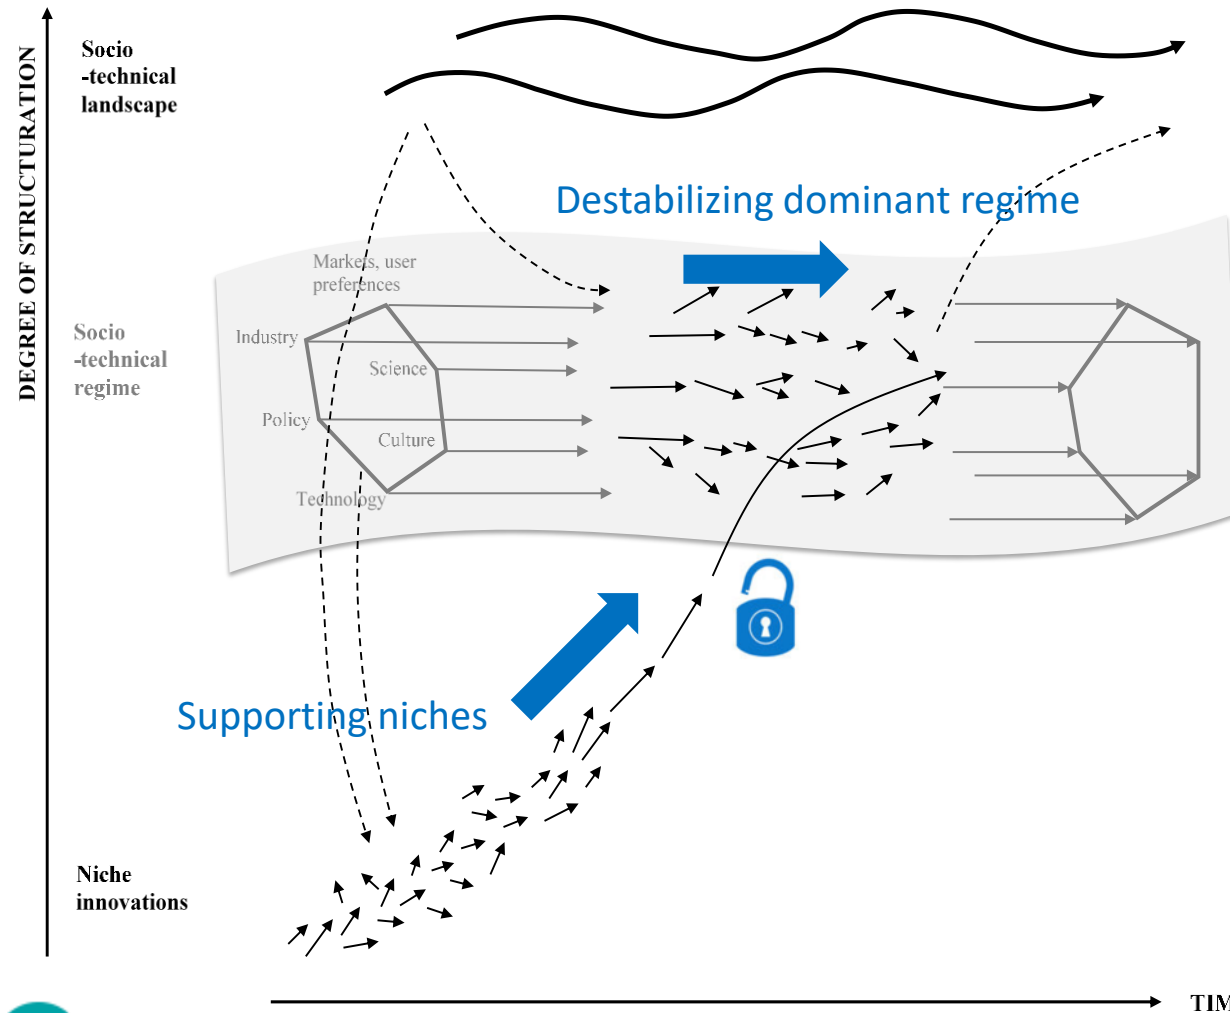 DEGREE OF STRUCTURATION
Socio
-technical
landscape
Destabilizing dominant regime
Markets, user
preferences
Industry
Science
Socio
-technical
regime
Policy
Culture
Technology
Supporting niches
Niche
innovations
TIM